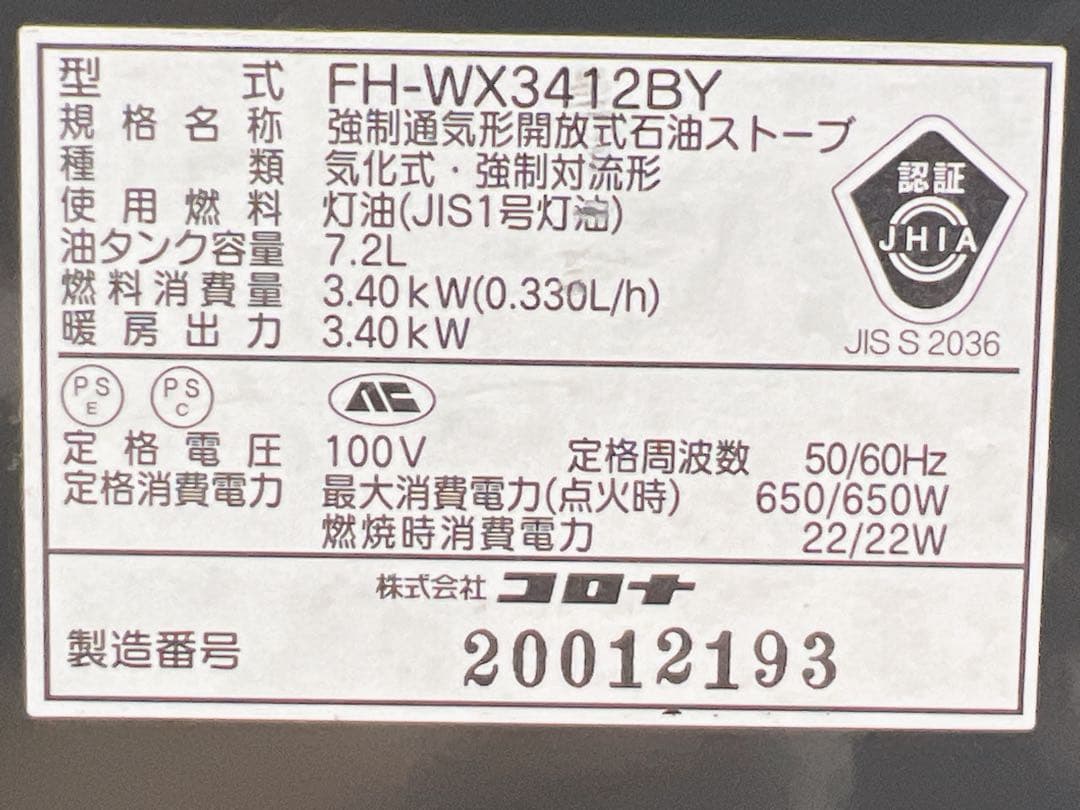 型式 FH-WX3412BY
規格名称 強制通気形開放式石油ストーブ
種類 気化式・強制対流形
使用燃料 灯油(JIS1号灯油)
油タンク容量 7.2L
燃料消費量 3.40kW(0.330L/h)
暖房出力 3.40kW
認証
JHIA
JIS S 2036
PS E PS C
定格電圧 100V 定格周波数 50/60Hz
定格消費電力 最大消費電力(点火時) 650/650W
燃焼時消費電力 22/22W
株式会社 コロナ
製造番号 20012193